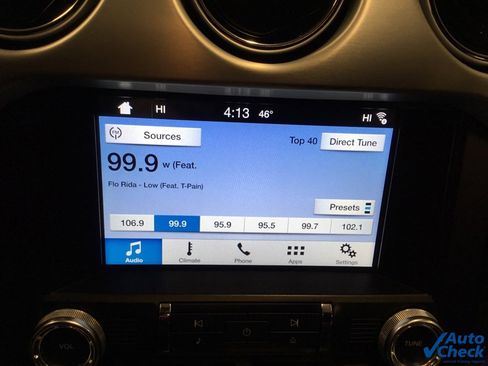 HI 4:13 46° HI
FM Sources Top 40 Direct Tune
99.9 w (Feat.
Flo Rida - Low (Feat. T-Pain)
Presets
106.9 99.9 95.9 95.5 99.7 102.1
Audio Climate Phone Apps Settings
VOL TUNE
Auto
Check